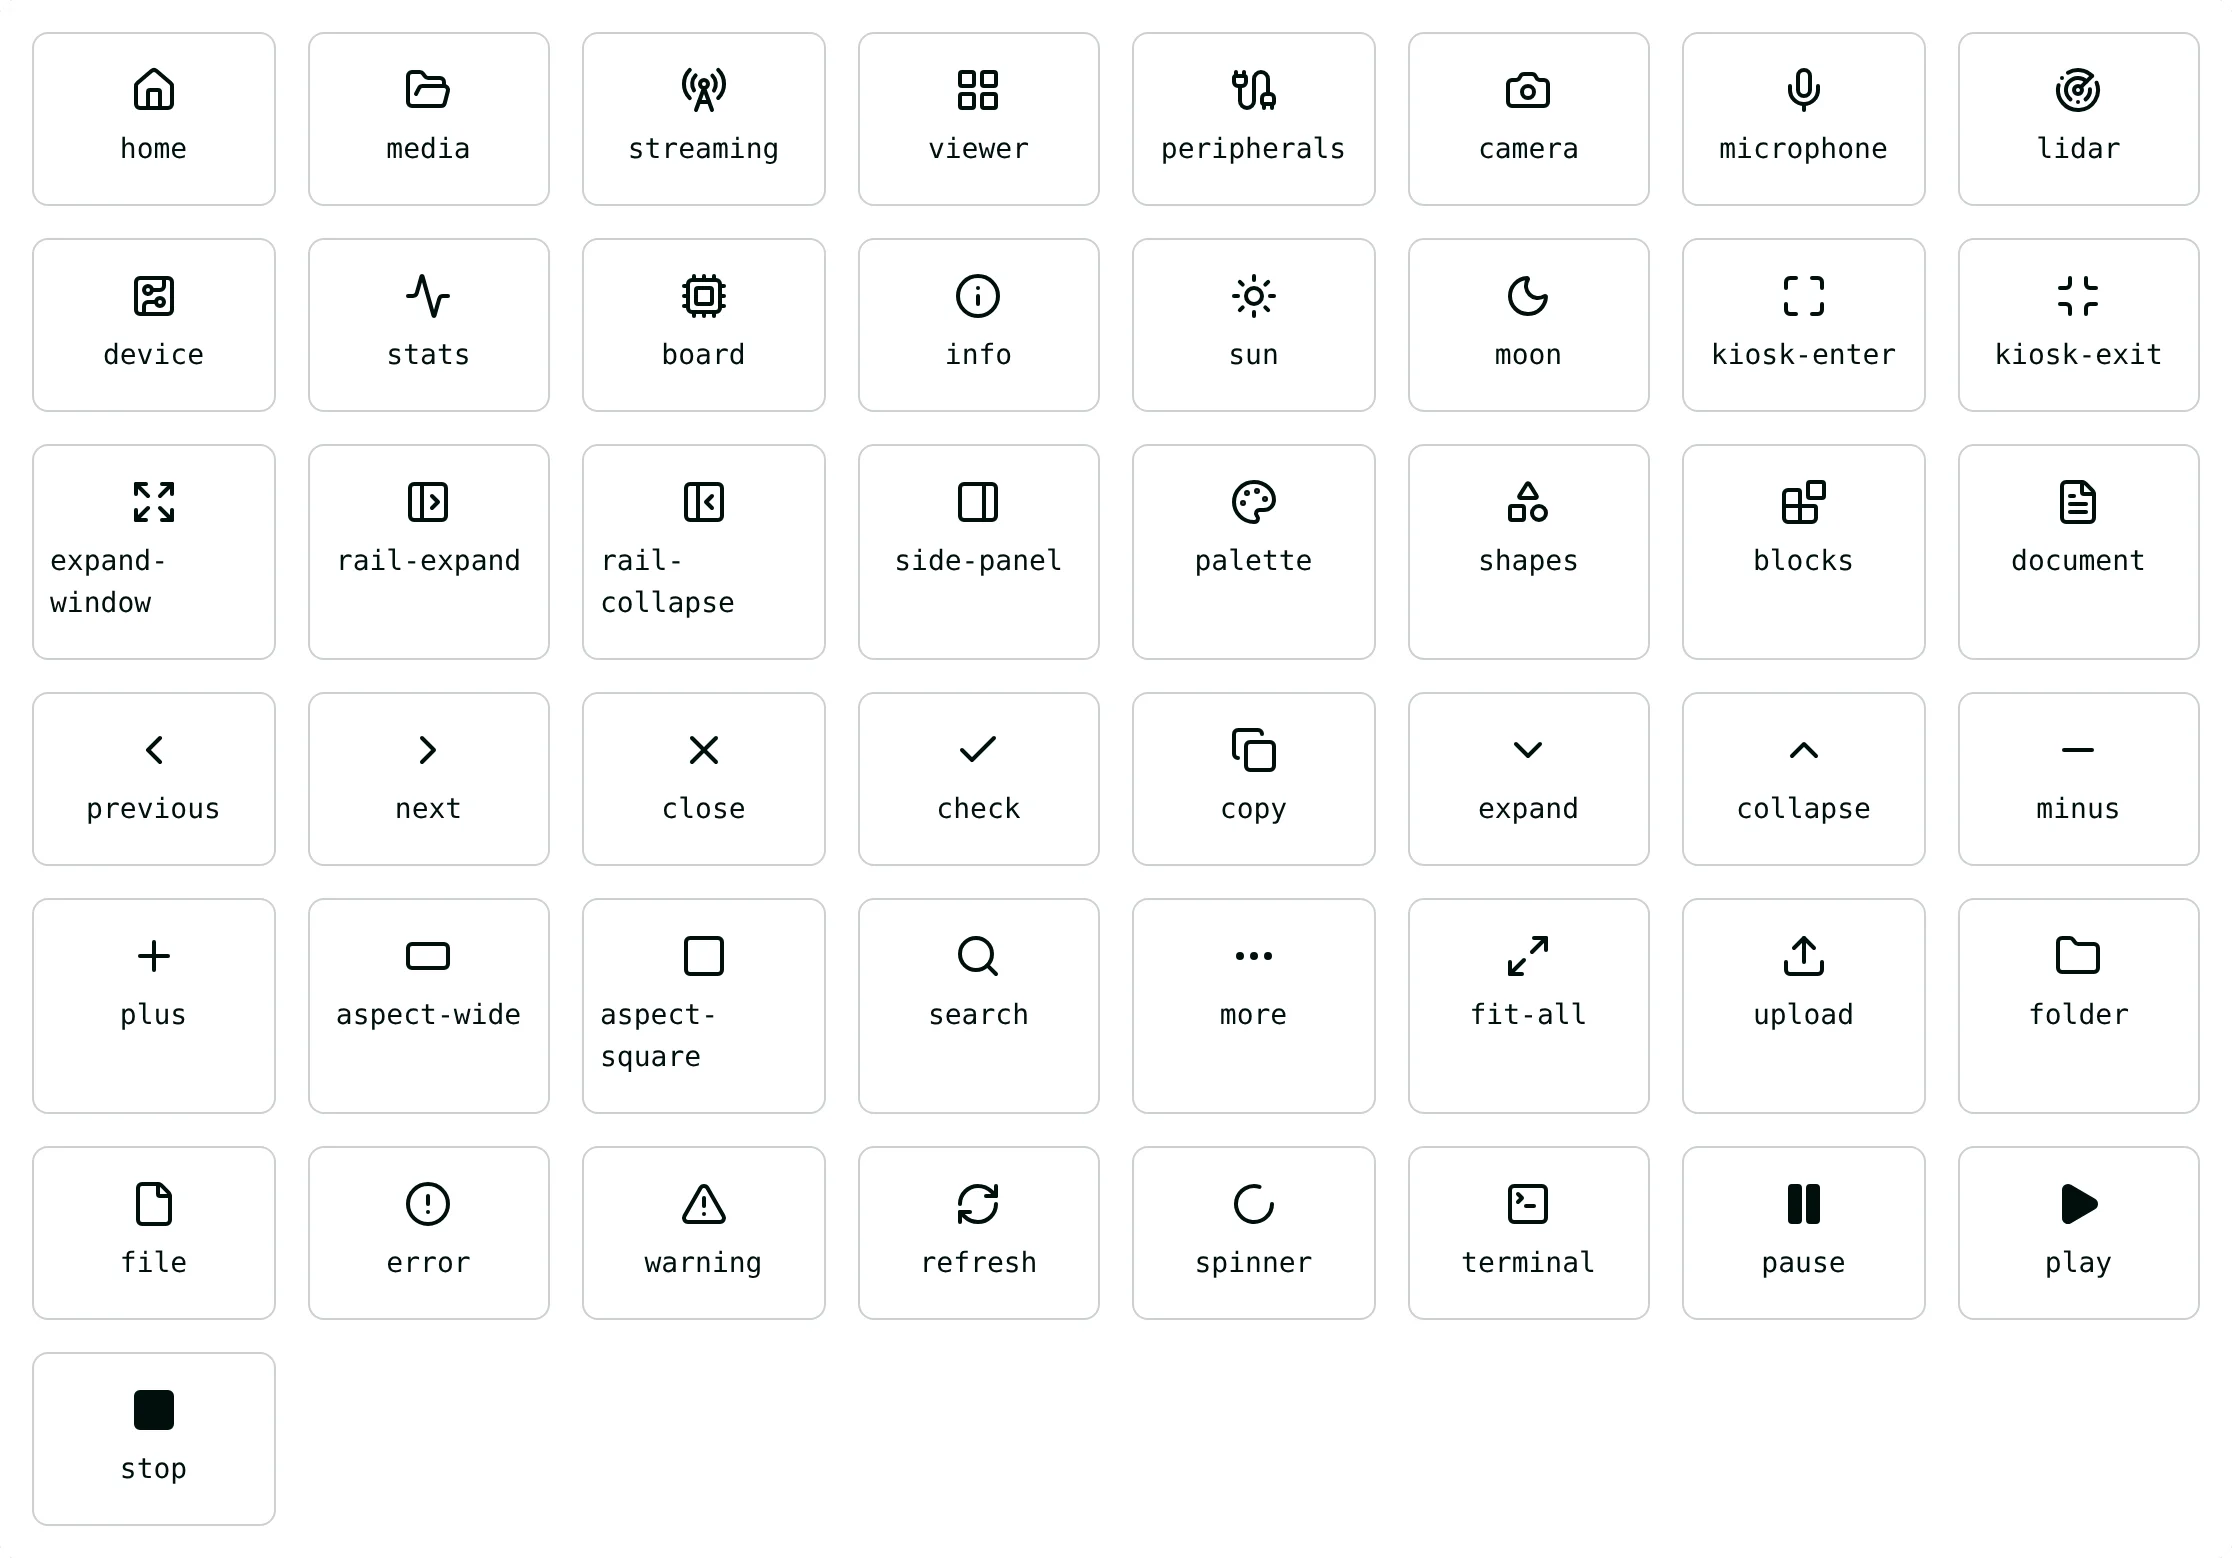 home
media
streaming
viewer
peripherals
camera
microphone
lidar
device
stats
board
info
sun
moon
kiosk-enter
kiosk-exit
expand-
window
rail-expand
rail-
collapse
side-panel
palette
shapes
blocks
document
previous
next
close
check
copy
expand
collapse
minus
plus
aspect-wide
aspect-
square
search
more
fit-all
upload
folder
file
error
warning
refresh
spinner
terminal
pause
play
stop